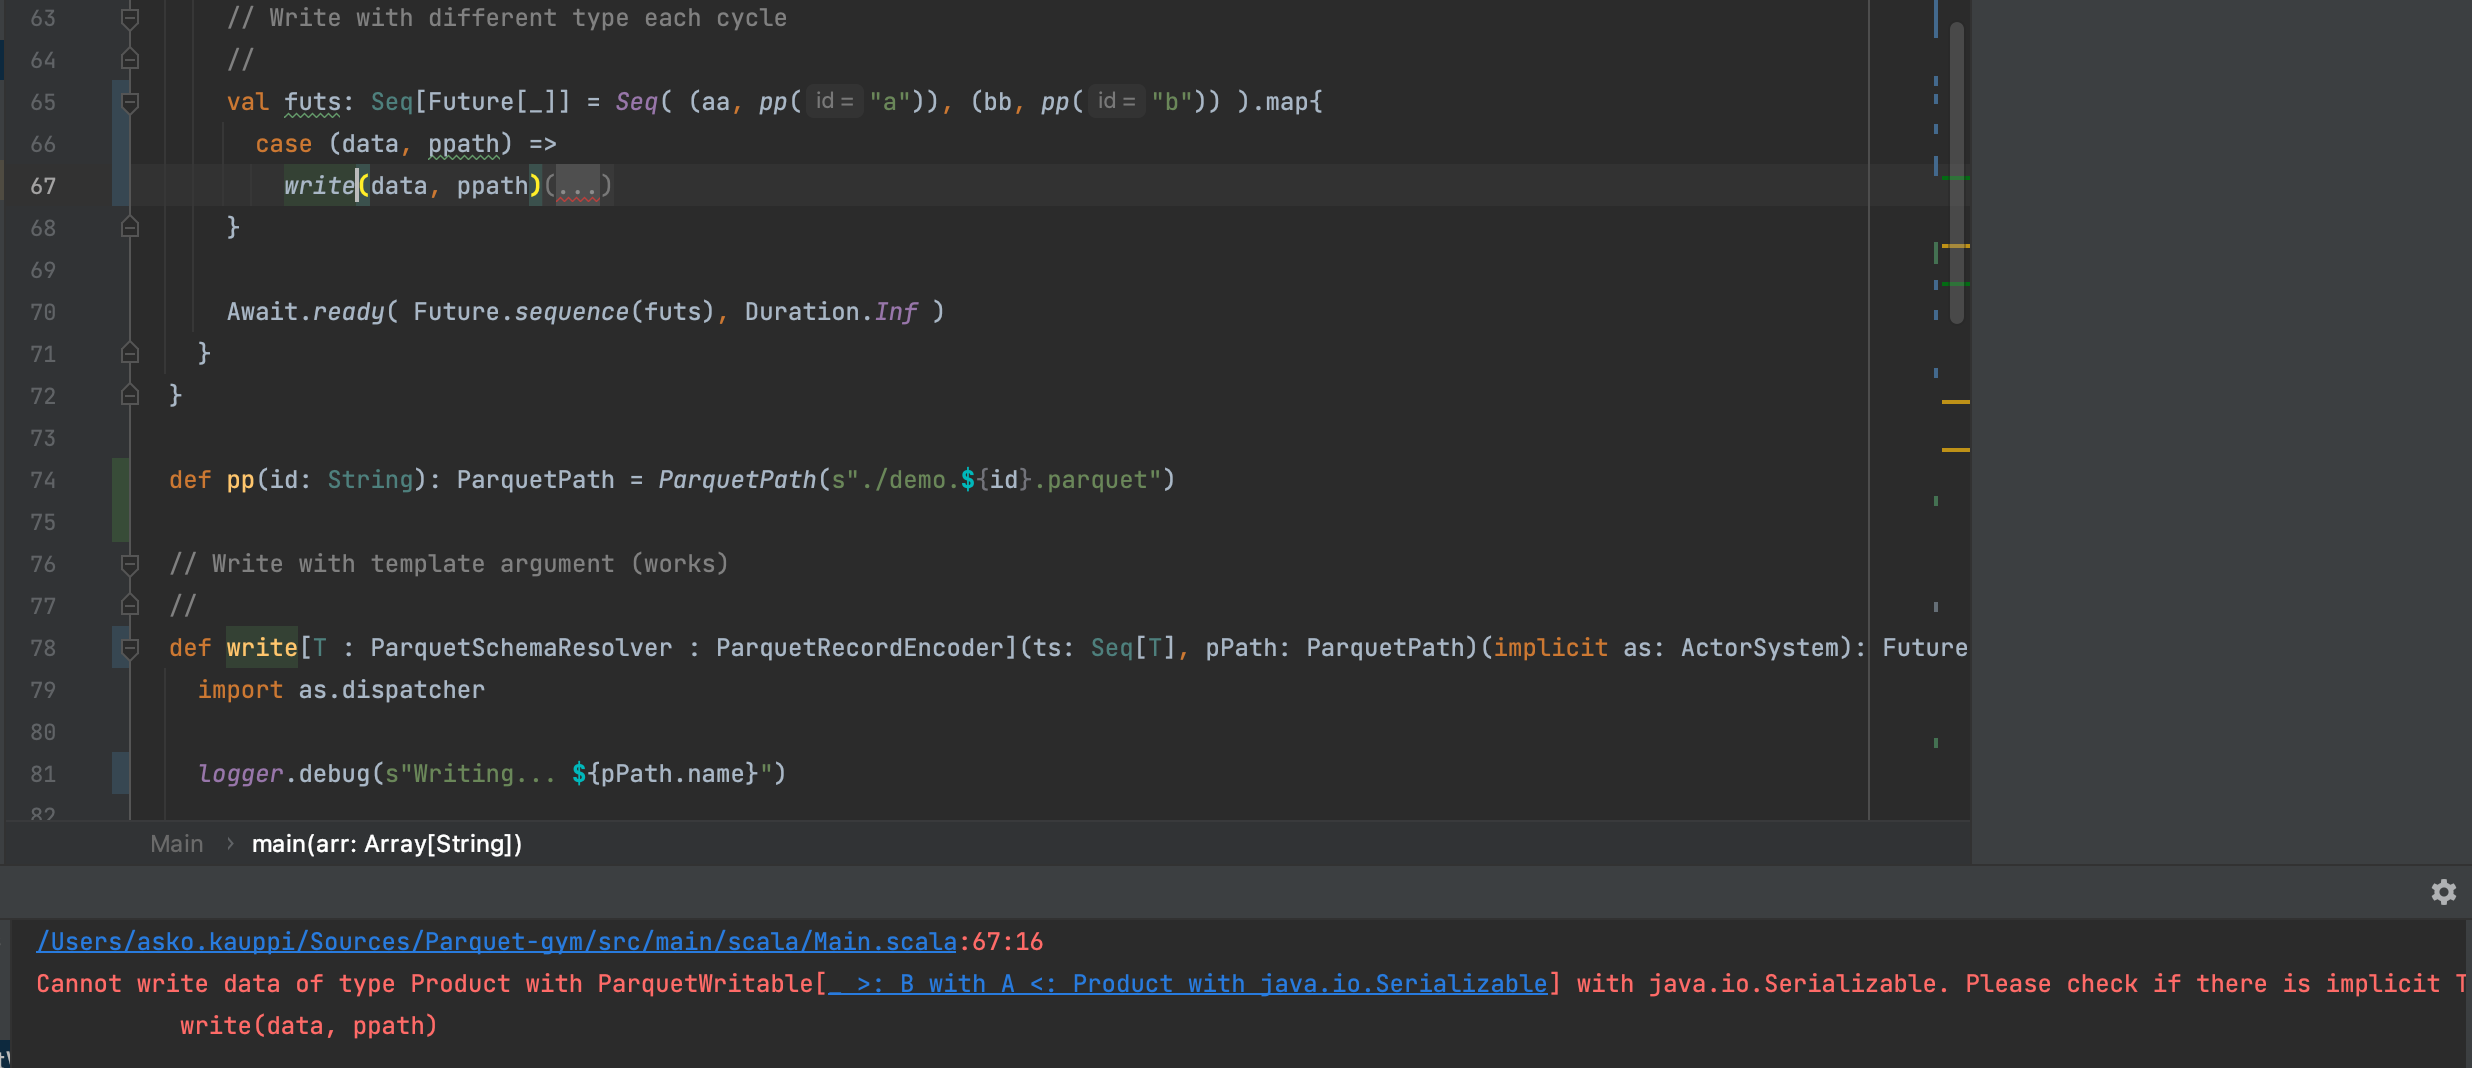 63 // Write with different type each cycle
64 //
65 val futs: Seq[Future[_]] = Seq( (aa, pp( id = "a")), (bb, pp( id = "b")) ).map{
66 case (data, ppath) =>
67 write(data, ppath)(...)
68 }
69
70 Await.ready( Future.sequence(futs), Duration.Inf )
71 }
72 }
73
74 def pp(id: String): ParquetPath = ParquetPath(s"./demo.${id}.parquet")
75
76 // Write with template argument (works)
77 //
78 def write[T : ParquetSchemaResolver : ParquetRecordEncoder](ts: Seq[T], pPath: ParquetPath)(implicit as: ActorSystem): Future
79 import as.dispatcher
80
81 logger.debug(s"Writing... ${pPath.name}")
82
Main › main(arr: Array[String])
/Users/asko.kauppi/Sources/Parquet-gym/src/main/scala/Main.scala:67:16
Cannot write data of type Product with ParquetWritable[_ >: B with A <: Product with java.io.Serializable] with java.io.Serializable. Please check if there is implicit T
write(data, ppath)